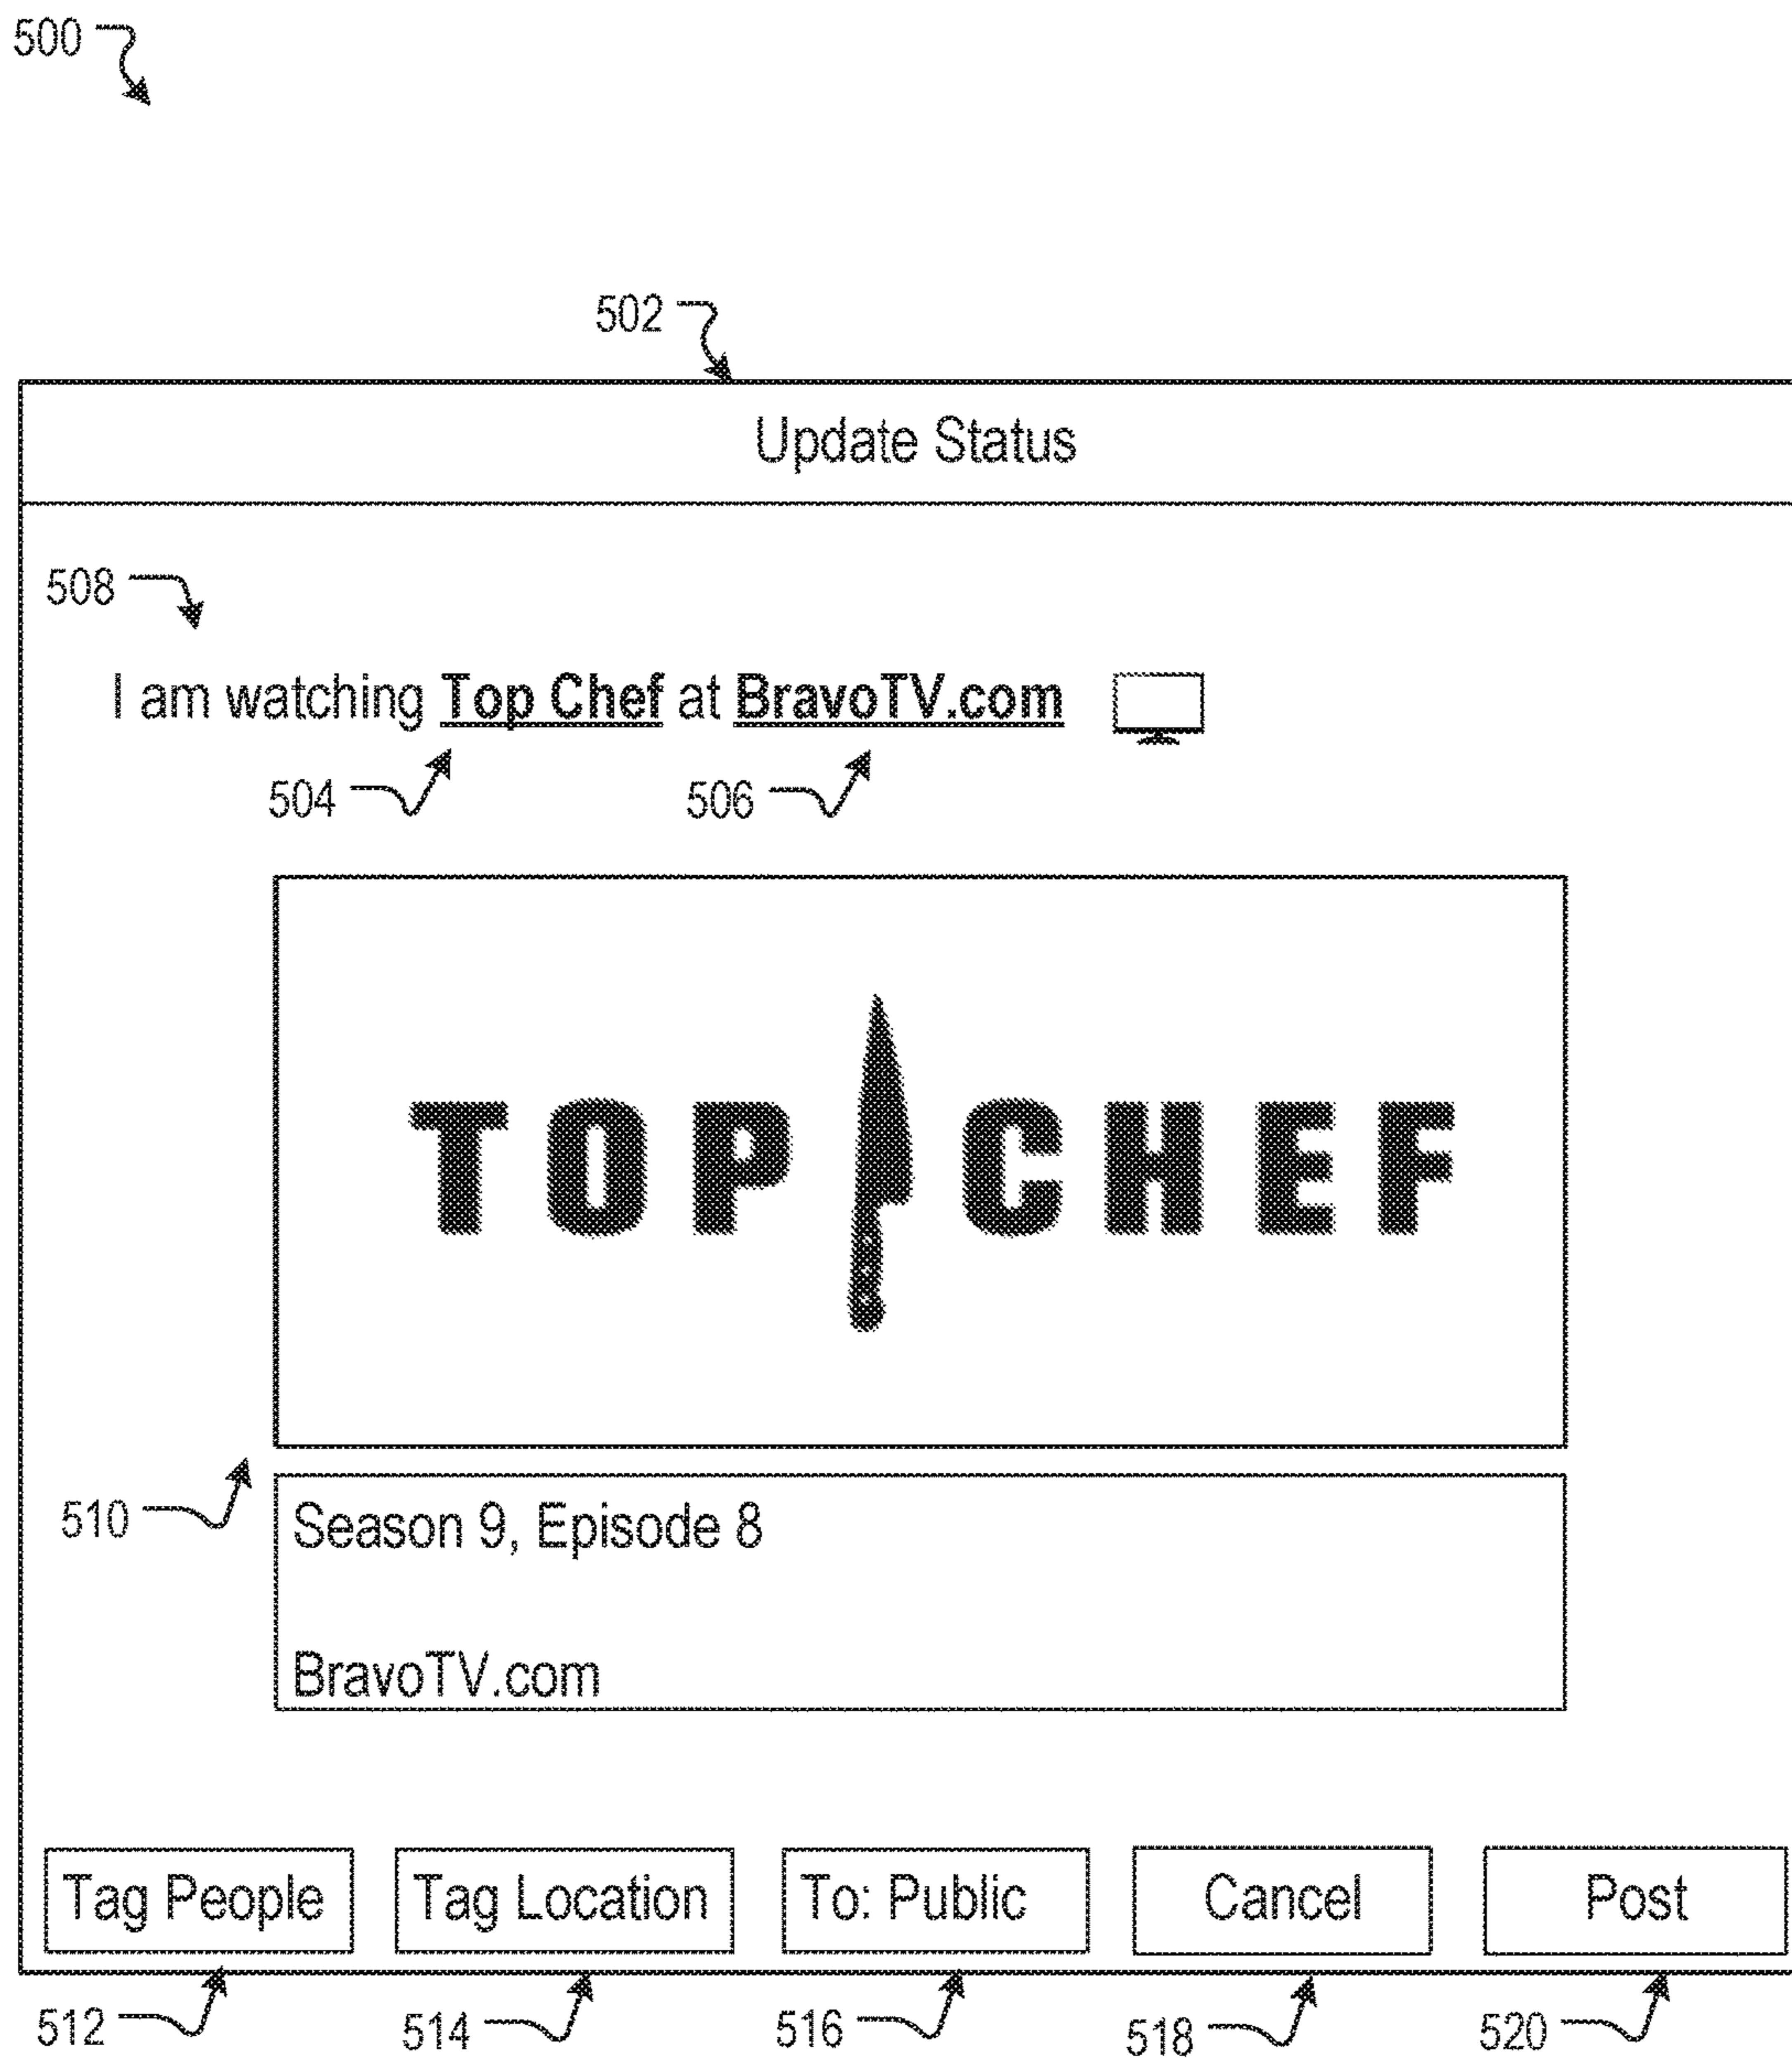 500
502
Update Status
508
I am watching Top Chef at BravoTV.com
504 506
TOP CHEF
510
Season 9, Episode 8
BravoTV.com
Tag People Tag Location To: Public Cancel Post
512 514 516 518 520